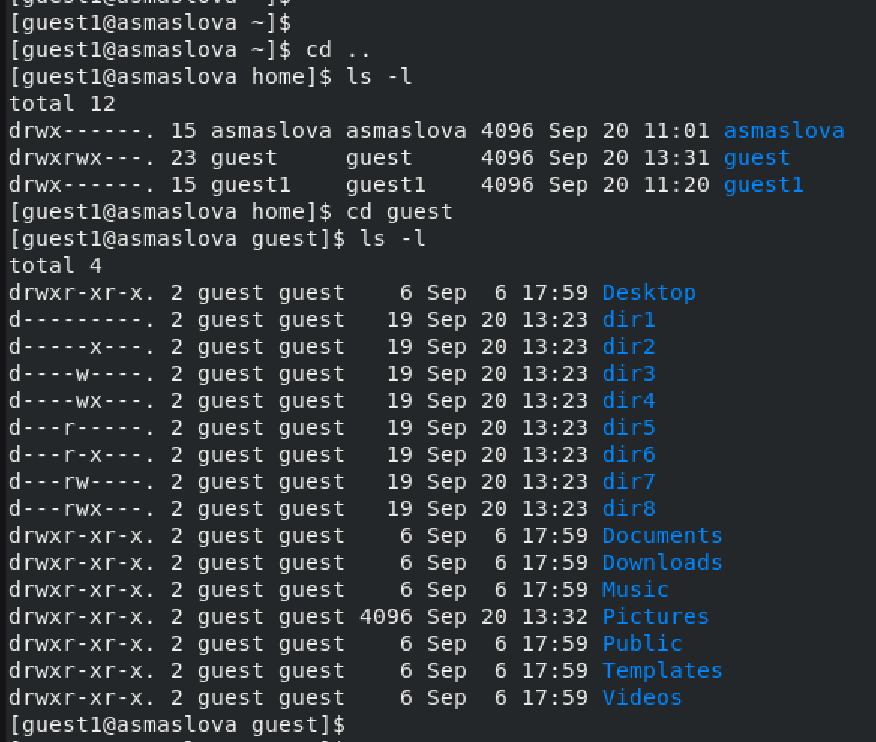 [guest1@asmaslova ~]$
[guest1@asmaslova ~]$
[guest1@asmaslova ~]$ cd ..
[guest1@asmaslova home]$ ls -l
total 12
drwx------. 15 asmaslova asmaslova 4096 Sep 20 11:01 asmaslova
drwxrwx---. 23 guest     guest     4096 Sep 20 13:31 guest
drwx------. 15 guest1    guest1    4096 Sep 20 11:20 guest1
[guest1@asmaslova home]$ cd guest
[guest1@asmaslova guest]$ ls -l
total 4
drwxr-xr-x. 2 guest guest    6 Sep  6 17:59 Desktop
d---------. 2 guest guest   19 Sep 20 13:23 dir1
d-----x---. 2 guest guest   19 Sep 20 13:23 dir2
d----w----. 2 guest guest   19 Sep 20 13:23 dir3
d----wx---. 2 guest guest   19 Sep 20 13:23 dir4
d---r-----. 2 guest guest   19 Sep 20 13:23 dir5
d---r-x---. 2 guest guest   19 Sep 20 13:23 dir6
d---rw----. 2 guest guest   19 Sep 20 13:23 dir7
d---rwx---. 2 guest guest   19 Sep 20 13:23 dir8
drwxr-xr-x. 2 guest guest    6 Sep  6 17:59 Documents
drwxr-xr-x. 2 guest guest    6 Sep  6 17:59 Downloads
drwxr-xr-x. 2 guest guest    6 Sep  6 17:59 Music
drwxr-xr-x. 2 guest guest 4096 Sep 20 13:32 Pictures
drwxr-xr-x. 2 guest guest    6 Sep  6 17:59 Public
drwxr-xr-x. 2 guest guest    6 Sep  6 17:59 Templates
drwxr-xr-x. 2 guest guest    6 Sep  6 17:59 Videos
[guest1@asmaslova guest]$